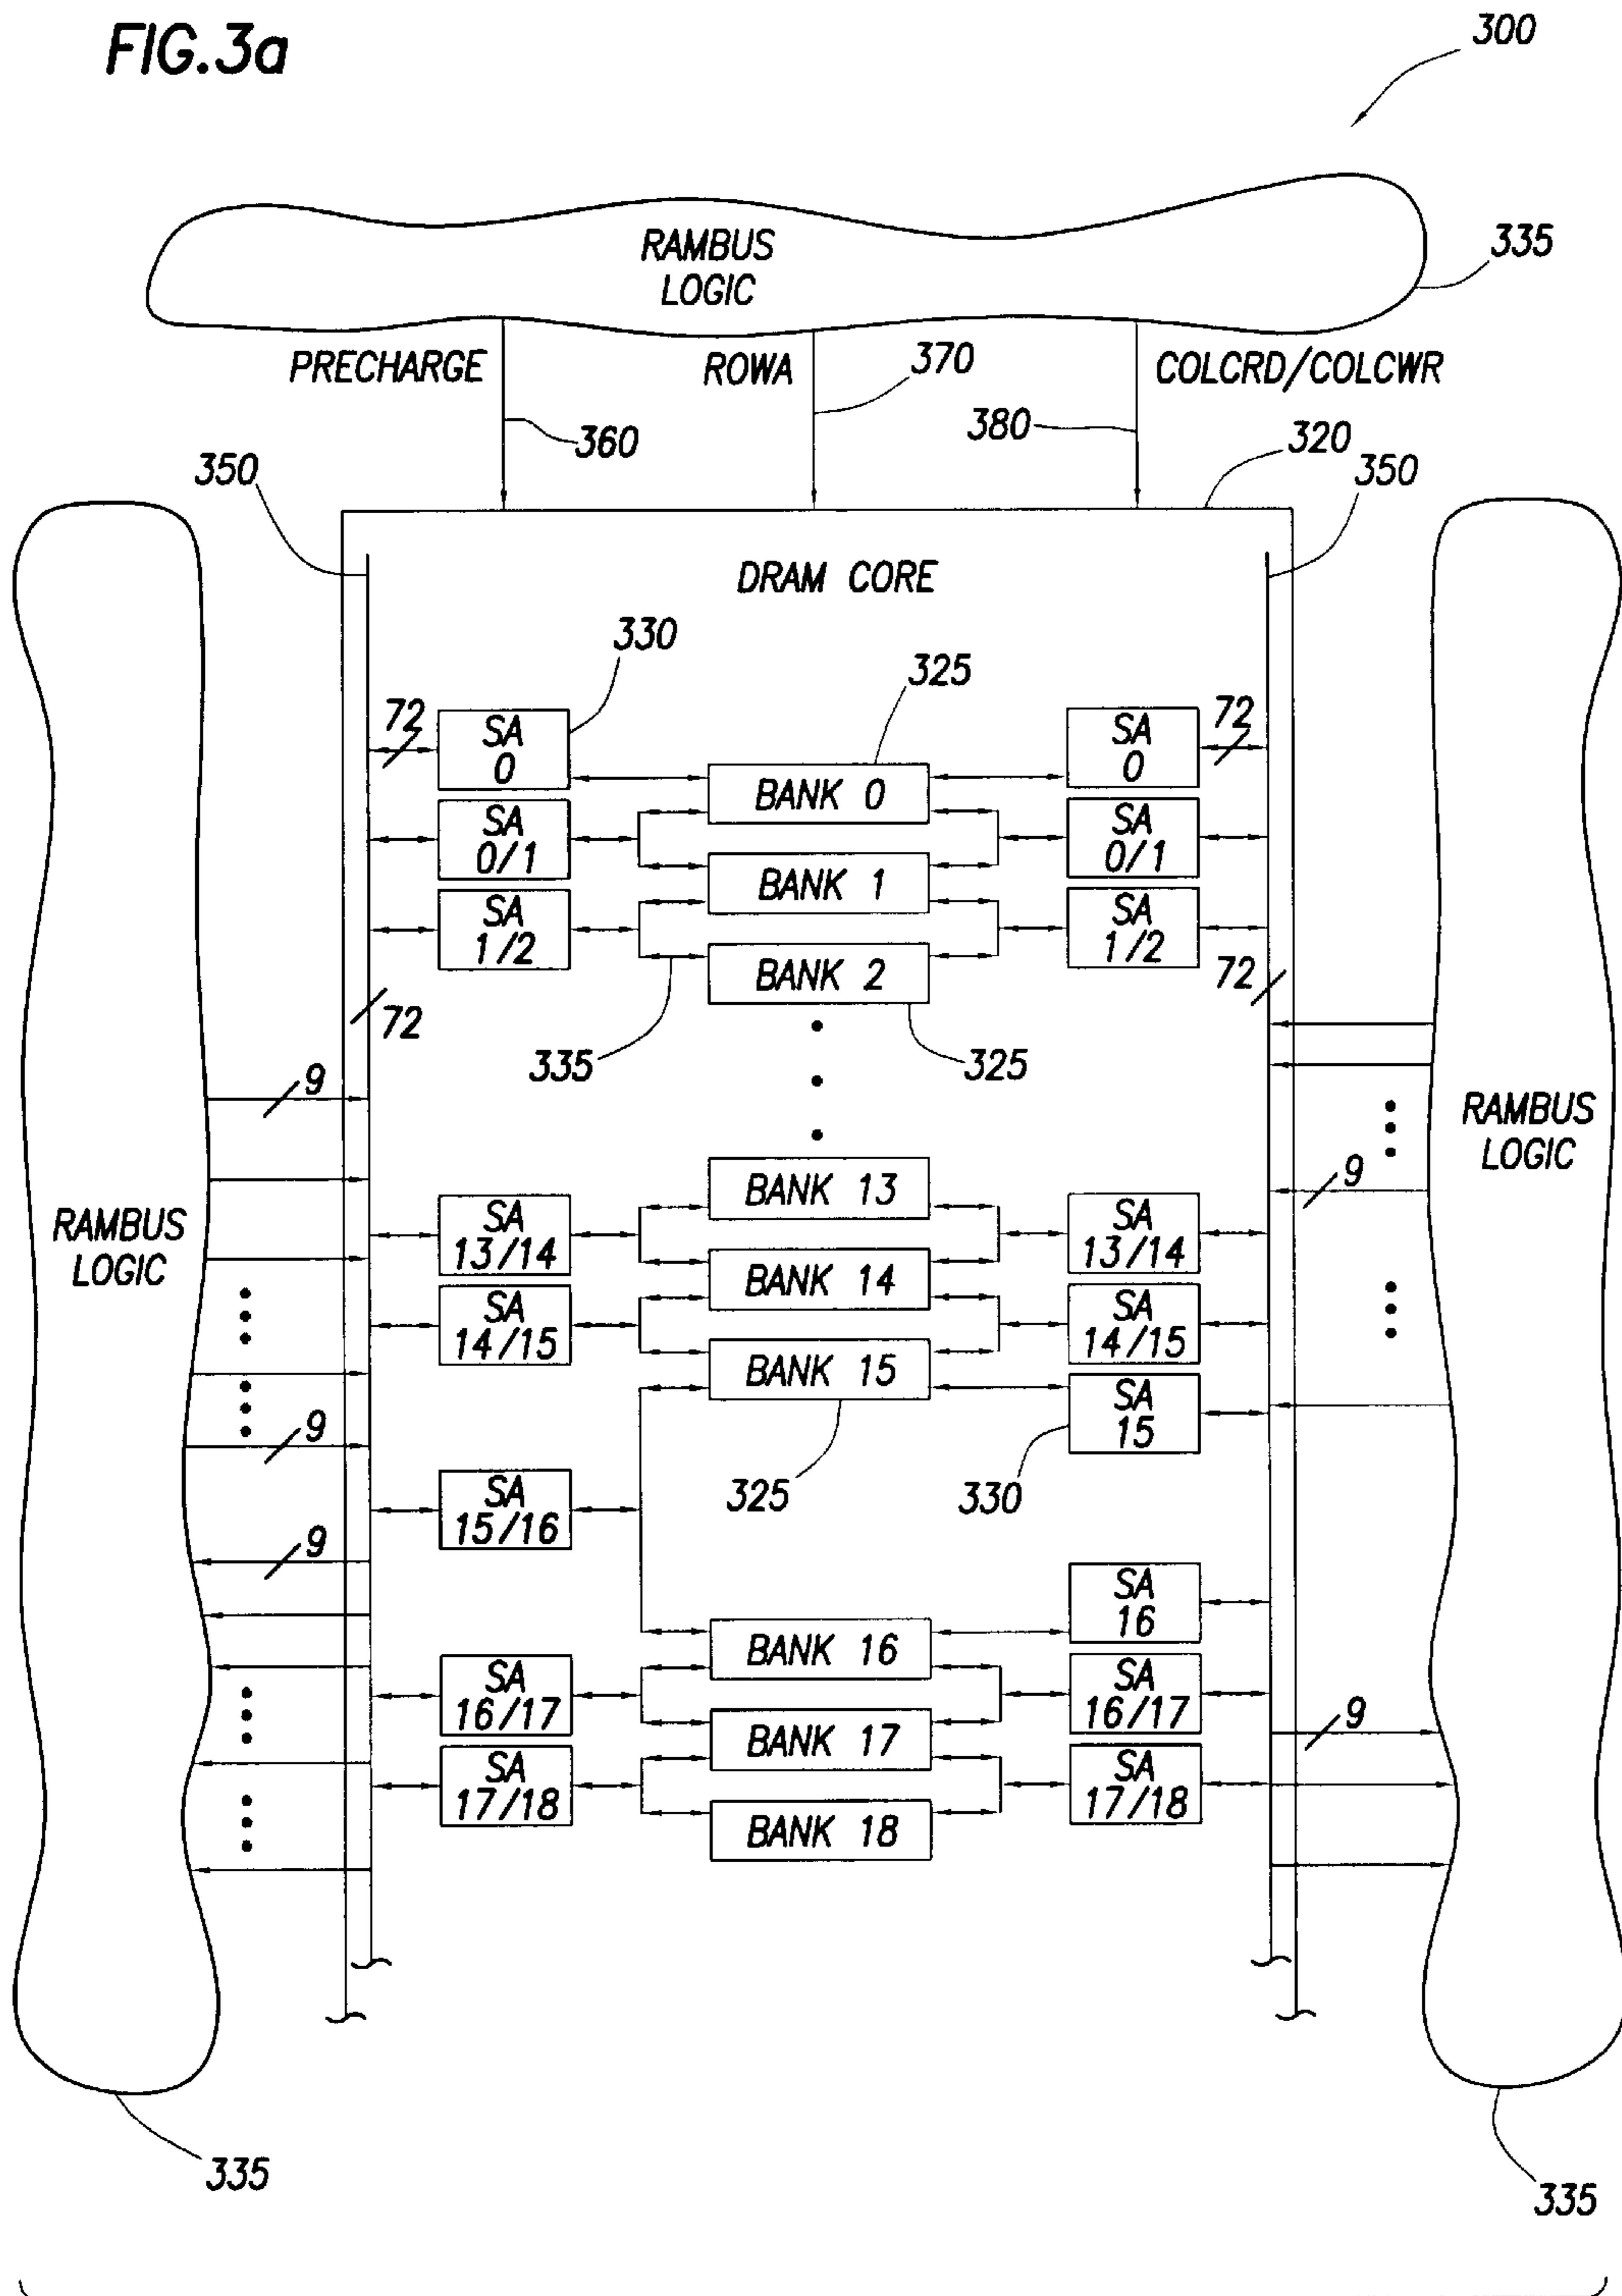 FIG.3a
300
RAMBUS
LOGIC
335
PRECHARGE
ROWA
370
COLCRD/COLCWR
360
380
320
350
350
DRAM CORE
330
325
72
SA
0
SA
0
72
BANK 0
SA
0/1
SA
0/1
BANK 1
SA
1/2
SA
1/2
BANK 2
72
72
335
325
9
RAMBUS
LOGIC
BANK 13
9
RAMBUS
LOGIC
SA
13/14
SA
13/14
BANK 14
SA
14/15
SA
14/15
BANK 15
SA
15
9
325
330
SA
15/16
9
SA
16
BANK 16
SA
16/17
SA
16/17
9
BANK 17
SA
17/18
SA
17/18
BANK 18
335
335